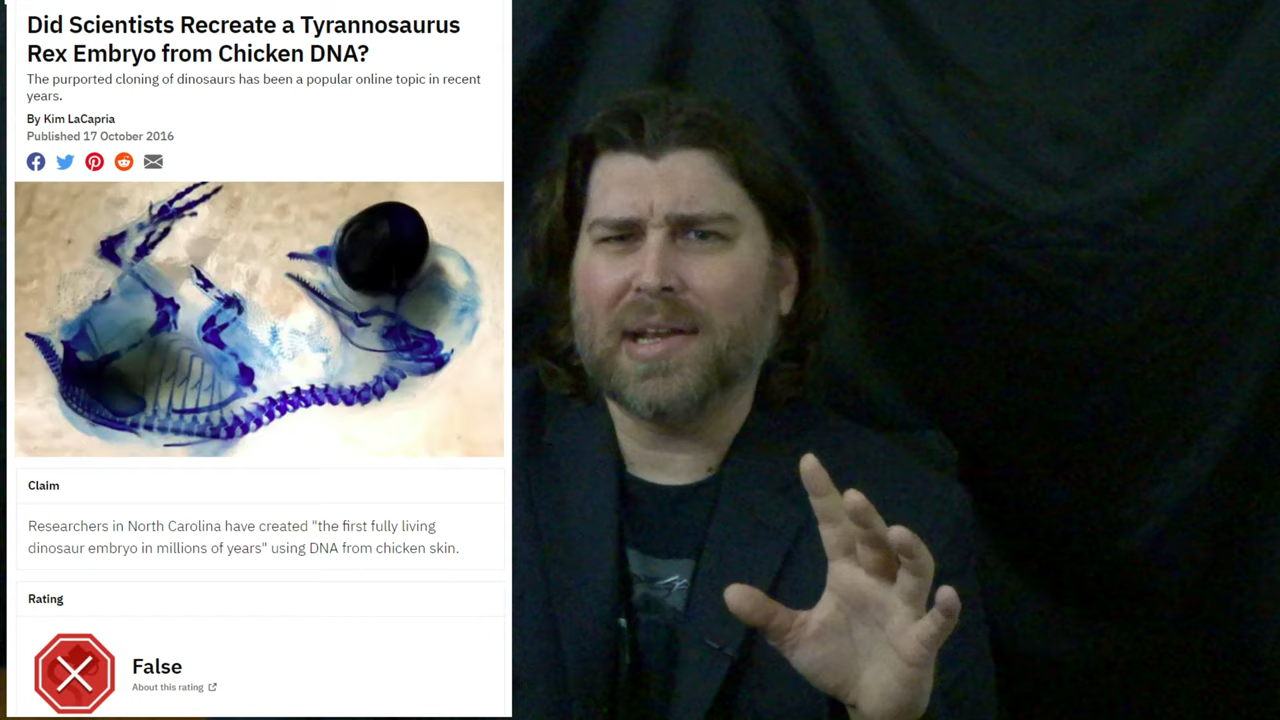 Did Scientists Recreate a Tyrannosaurus
Rex Embryo from Chicken DNA?
The purported cloning of dinosaurs has been a popular online topic in recent
years.
By Kim LaCapria
Published 17 October 2016
Claim
Researchers in North Carolina have created "the first fully living
dinosaur embryo in millions of years" using DNA from chicken skin.
Rating
False
About this rating